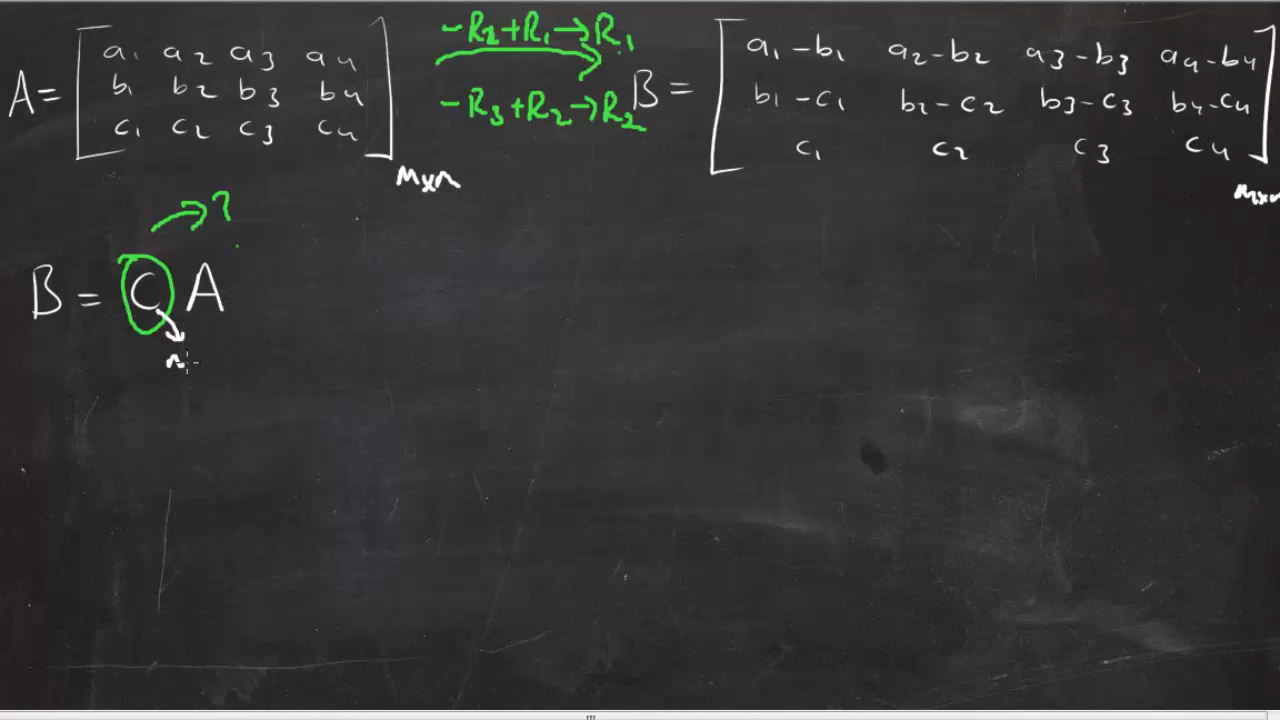 A = [ a1 a2 a3 a4
b1 b2 b3 b4
c1 c2 c3 c4 ] m×n
-R2+R1→R1
-R3+R2→R2
B = [ a1-b1 a2-b2 a3-b3 a4-b4
b1-c1 b2-c2 b3-c3 b4-c4
c1 c2 c3 c4 ] m×n
→?
B = C A